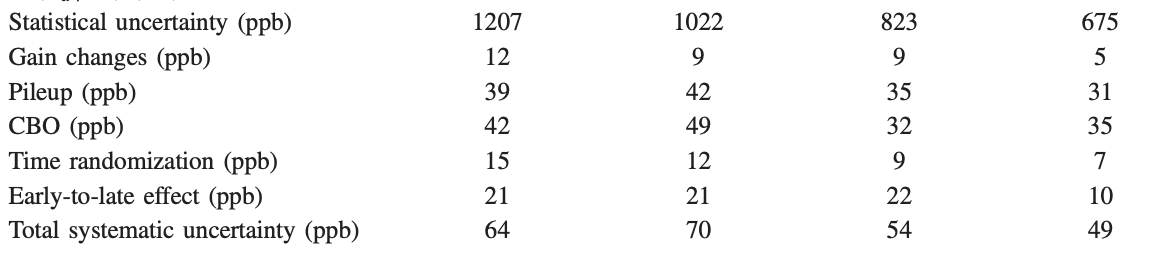 Statistical uncertainty (ppb) 1207 1022 823 675
Gain changes (ppb) 12 9 9 5
Pileup (ppb) 39 42 35 31
CBO (ppb) 42 49 32 35
Time randomization (ppb) 15 12 9 7
Early-to-late effect (ppb) 21 21 22 10
Total systematic uncertainty (ppb) 64 70 54 49